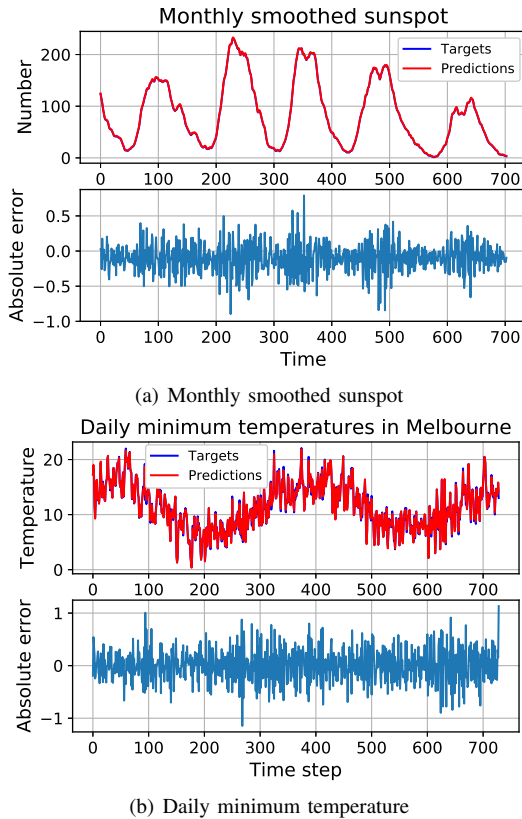 Monthly smoothed sunspot
Number
200
100
0
Targets
Predictions
0 100 200 300 400 500 600 700
Absolute error
0.5
0.0
−0.5
−1.0
0 100 200 300 400 500 600 700
Time
(a) Monthly smoothed sunspot
Daily minimum temperatures in Melbourne
Temperature
20
10
0
Targets
Predictions
0 100 200 300 400 500 600 700
Absolute error
1
0
−1
0 100 200 300 400 500 600 700
Time step
(b) Daily minimum temperature